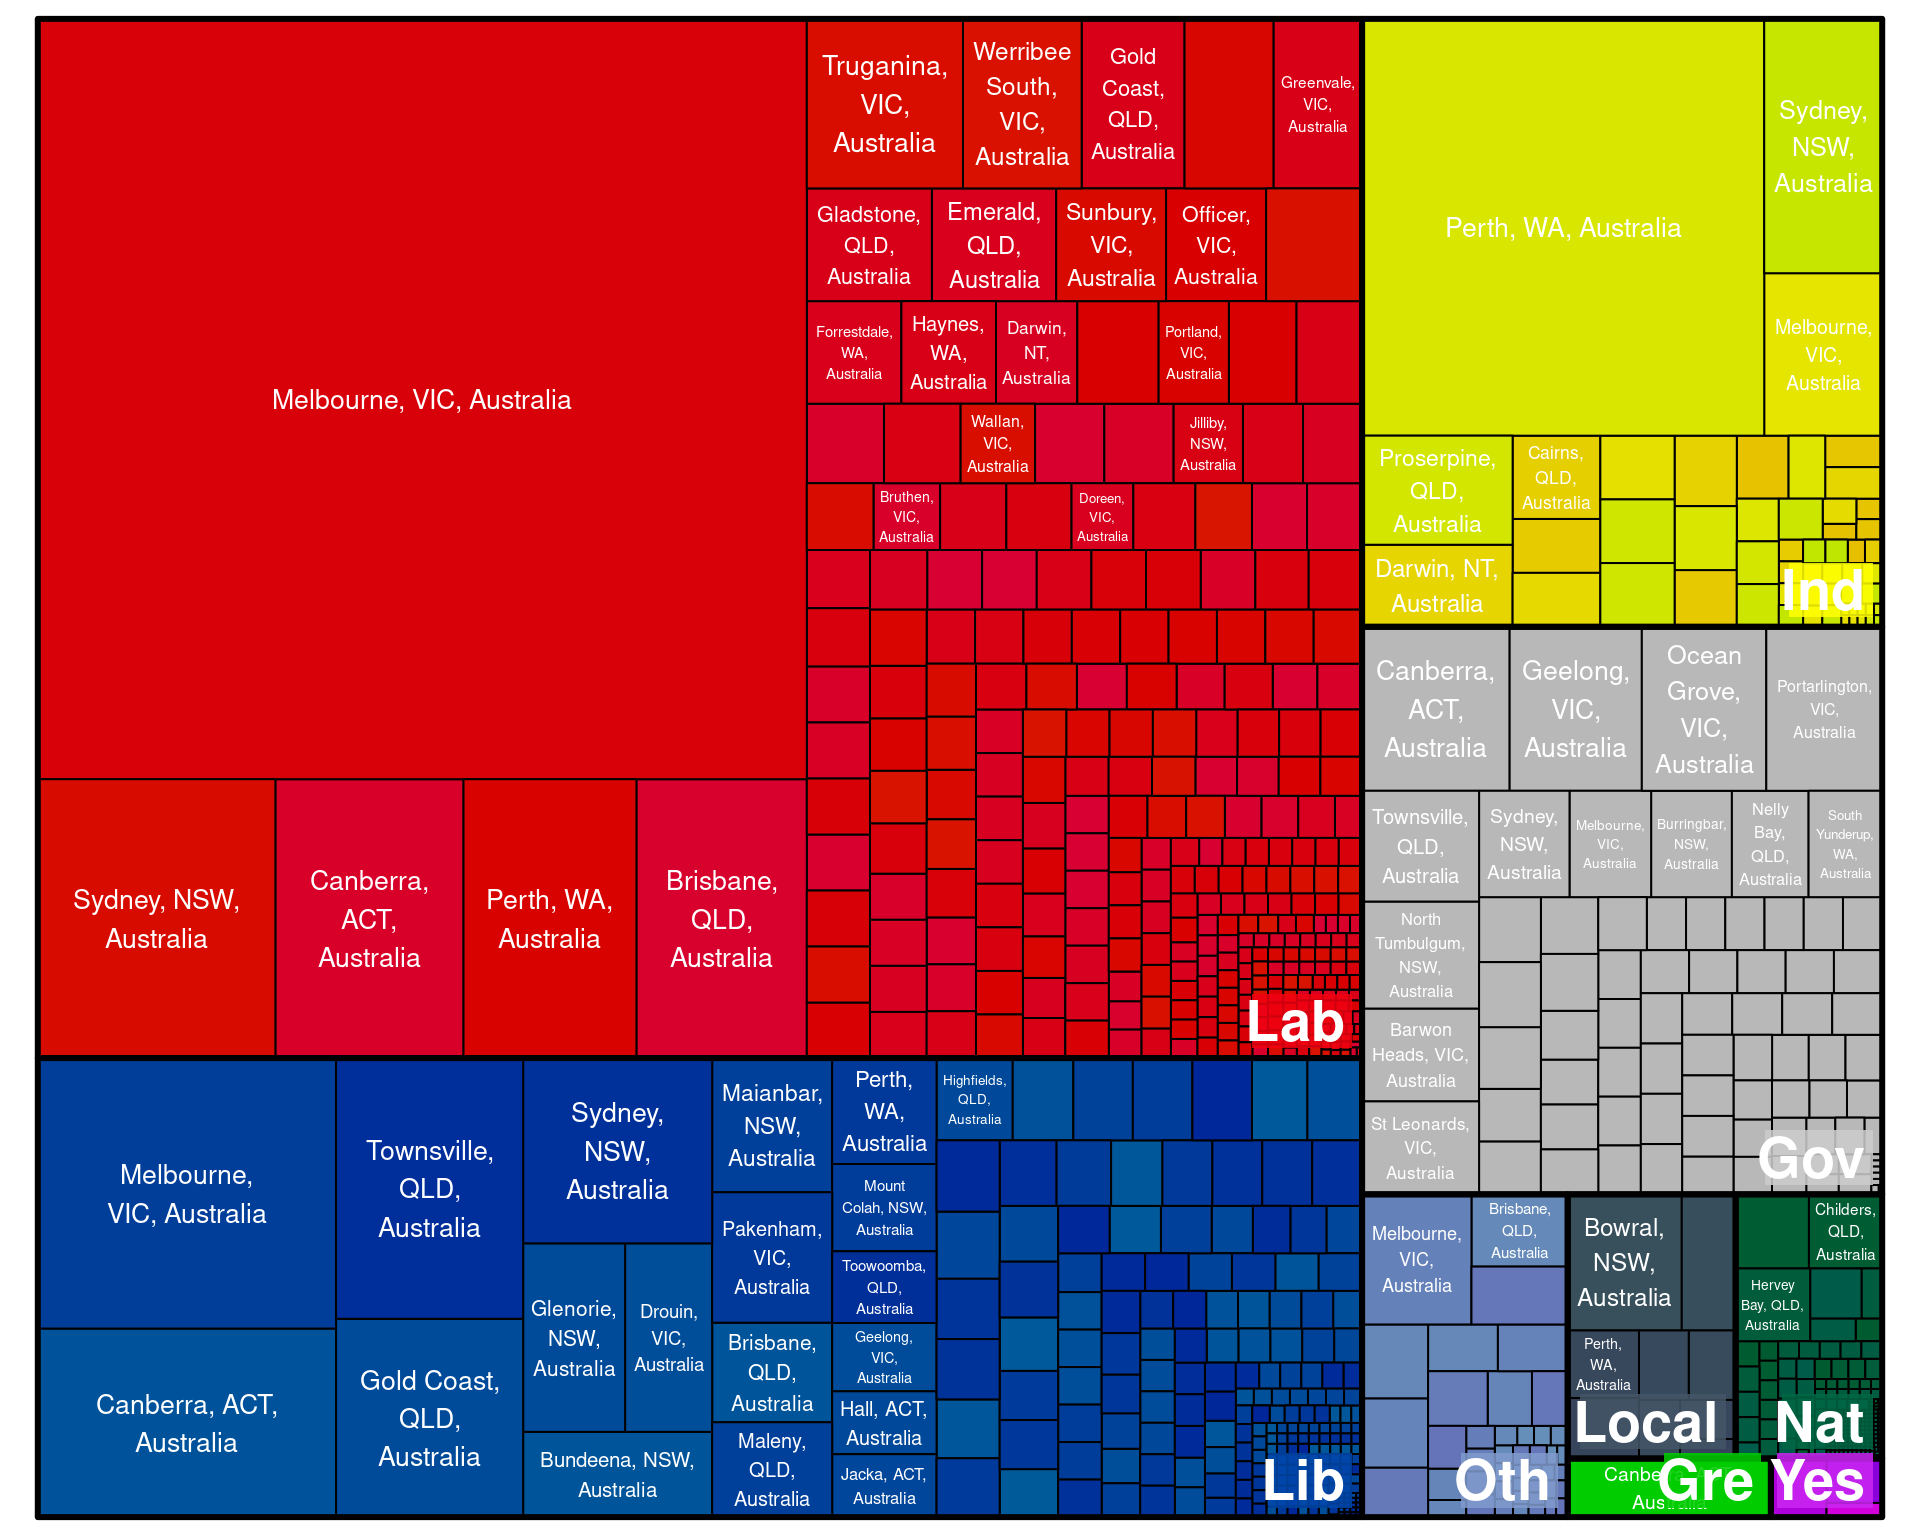 Melbourne, VIC, Australia
Sydney, NSW,
Australia
Canberra,
ACT,
Australia
Perth, WA,
Australia
Brisbane,
QLD,
Australia
Truganina,
VIC,
Australia
Werribee
South,
VIC,
Australia
Gold
Coast,
QLD,
Australia
Greenvale,
VIC,
Australia
Gladstone,
QLD,
Australia
Emerald,
QLD,
Australia
Sunbury,
VIC,
Australia
Officer,
VIC,
Australia
Forrestdale,
WA,
Australia
Haynes,
WA,
Australia
Darwin,
NT,
Australia
Portland,
VIC,
Australia
Wallan,
VIC,
Australia
Jilliby,
NSW,
Australia
Bruthen,
VIC,
Australia
Doreen,
VIC,
Australia
Lab
Perth, WA, Australia
Sydney,
NSW,
Australia
Melbourne,
VIC,
Australia
Proserpine,
QLD,
Australia
Cairns,
QLD,
Australia
Darwin, NT,
Australia
Ind
Canberra,
ACT,
Australia
Geelong,
VIC,
Australia
Ocean
Grove,
VIC,
Australia
Portarlington,
VIC,
Australia
Townsville,
QLD,
Australia
Sydney,
NSW,
Australia
Melbourne,
VIC,
Australia
Burringbar,
NSW,
Australia
Nelly
Bay,
QLD,
Australia
South
Yunderup,
WA,
Australia
North
Tumbulgum,
NSW,
Australia
Barwon
Heads, VIC,
Australia
St Leonards,
VIC,
Australia
Gov
Melbourne,
VIC, Australia
Canberra, ACT,
Australia
Townsville,
QLD,
Australia
Gold Coast,
QLD,
Australia
Sydney,
NSW,
Australia
Glenorie,
NSW,
Australia
Drouin,
VIC,
Australia
Bundeena, NSW,
Australia
Maianbar,
NSW,
Australia
Pakenham,
VIC,
Australia
Brisbane,
QLD,
Australia
Maleny,
QLD,
Australia
Perth,
WA,
Australia
Mount
Colah, NSW,
Australia
Toowoomba,
QLD,
Australia
Geelong,
VIC,
Australia
Hall, ACT,
Australia
Jacka, ACT,
Australia
Highfields,
QLD,
Australia
Lib
Melbourne,
VIC,
Australia
Brisbane,
QLD,
Australia
Oth
Bowral,
NSW,
Australia
Perth,
WA,
Australia
Local
Childers,
QLD,
Australia
Hervey
Bay, QLD,
Australia
Nat
Australia
Gre
Yes